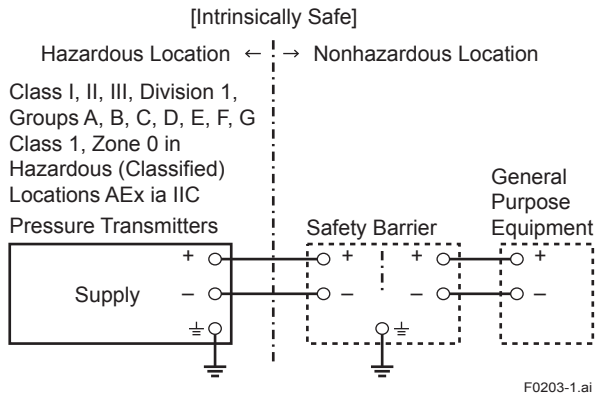 [Intrinsically Safe]
Hazardous Location ← → Nonhazardous Location
Class I, II, III, Division 1,
Groups A, B, C, D, E, F, G
Class 1, Zone 0 in
Hazardous (Classified)
Locations AEx ia IIC
Pressure Transmitters
Safety Barrier
General
Purpose
Equipment
+ + + +
Supply – – – –
F0203-1.ai